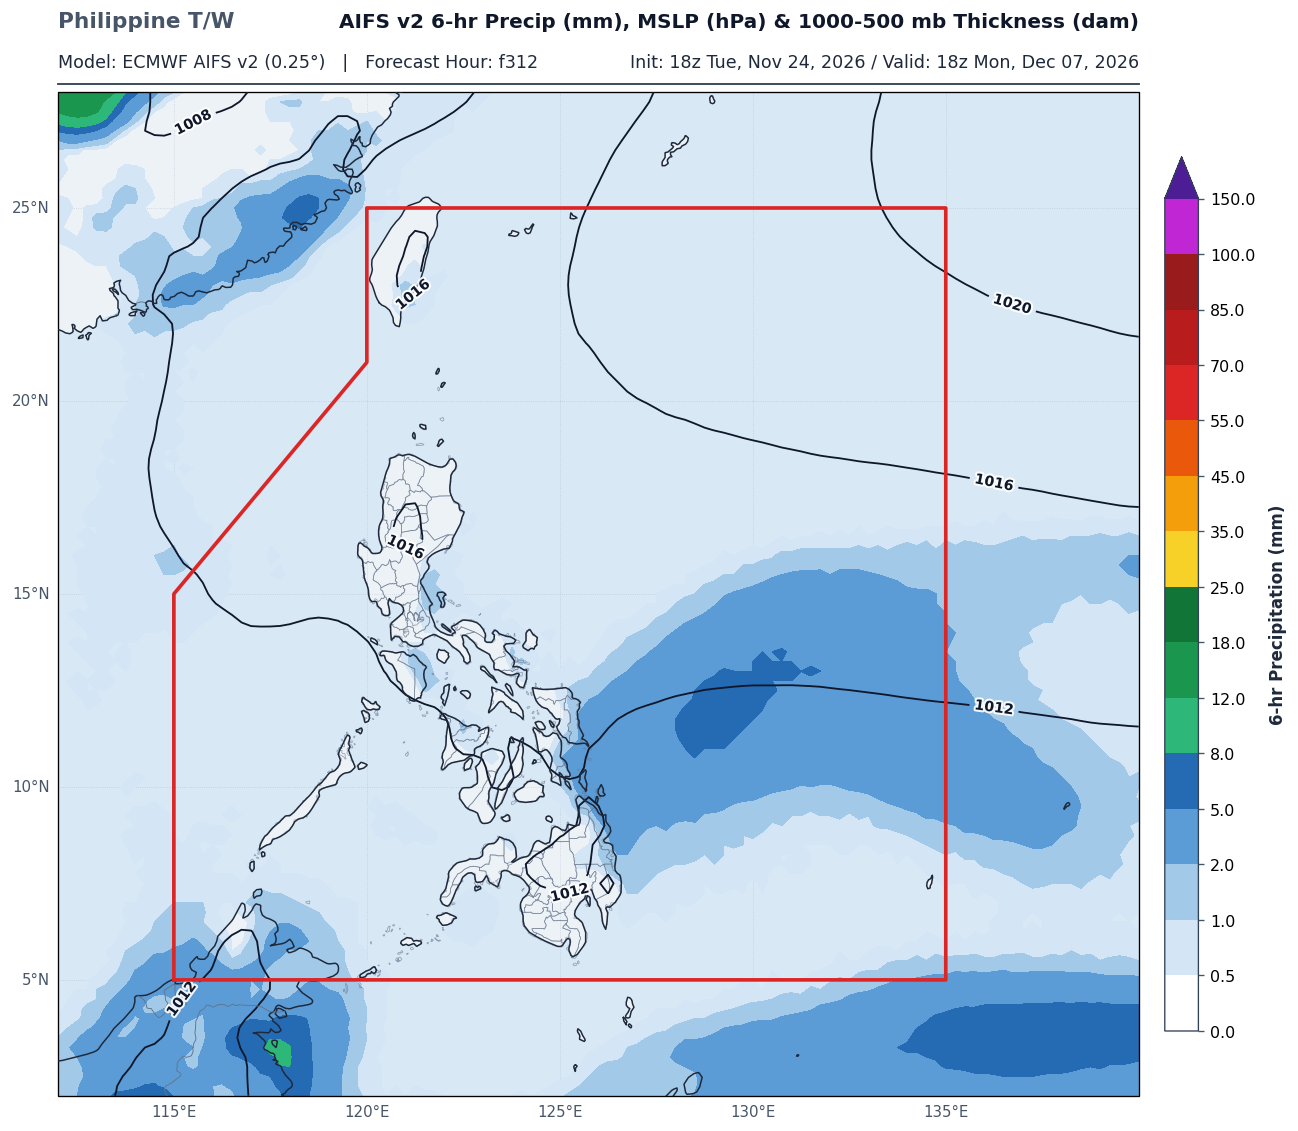 Philippine T/W
AIFS v2 6-hr Precip (mm), MSLP (hPa) & 1000-500 mb Thickness (dam)
Model: ECMWF AIFS v2 (0.25°) | Forecast Hour: f312
Init: 18z Tue, Nov 24, 2026 / Valid: 18z Mon, Dec 07, 2026
1008
25°N
1016
1020
20°N
1016
1016
15°N
1012
10°N
1012
1012
5°N
115°E
120°E
125°E
130°E
135°E
150.0
100.0
85.0
70.0
55.0
45.0
35.0
25.0
18.0
12.0
8.0
5.0
2.0
1.0
0.5
0.0
6-hr Precipitation (mm)